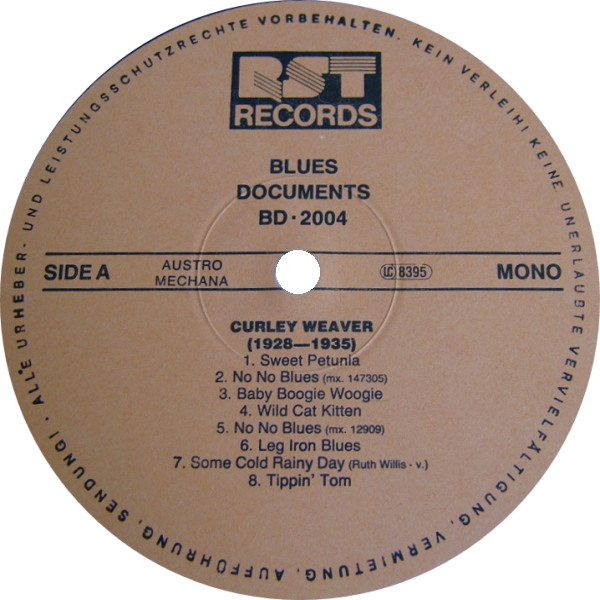 ALLE URHEBER- UND LEISTUNGSSCHUTZRECHTE VORBEHALTEN. KEIN VERLEIH! KEINE UNERLAUBTE VERVIELFÄLTIGUNG, VERMIETUNG, AUFFÜHRUNG, SENDUNG! ·
RST
RECORDS
BLUES
DOCUMENTS
BD · 2004
SIDE A
AUSTRO
MECHANA
LC 8395
MONO
CURLEY WEAVER
(1928—1935)
1. Sweet Petunia
2. No No Blues (mx. 147305)
3. Baby Boogie Woogie
4. Wild Cat Kitten
5. No No Blues (mx. 12909)
6. Leg Iron Blues
7. Some Cold Rainy Day (Ruth Willis - v.)
8. Tippin' Tom